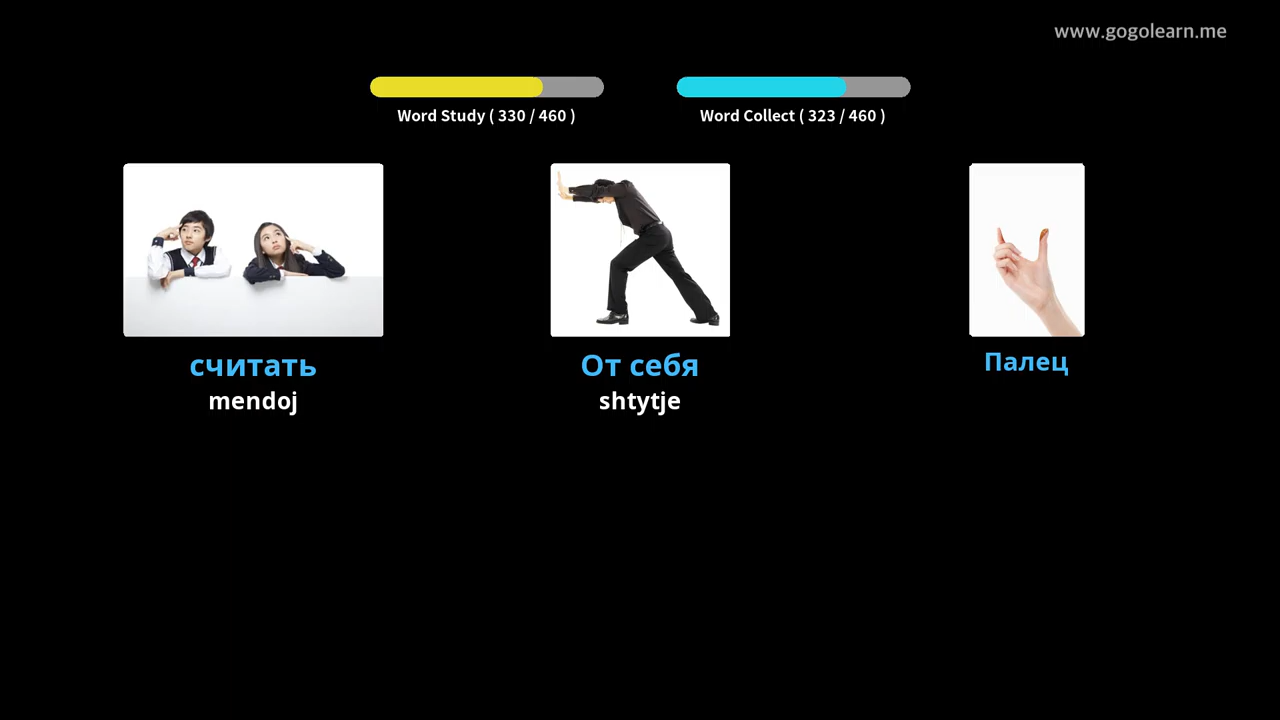 www.gogolearn.me
Word Study ( 330 / 460 )
Word Collect ( 323 / 460 )
считать
mendoj
От себя
shtytje
Палец